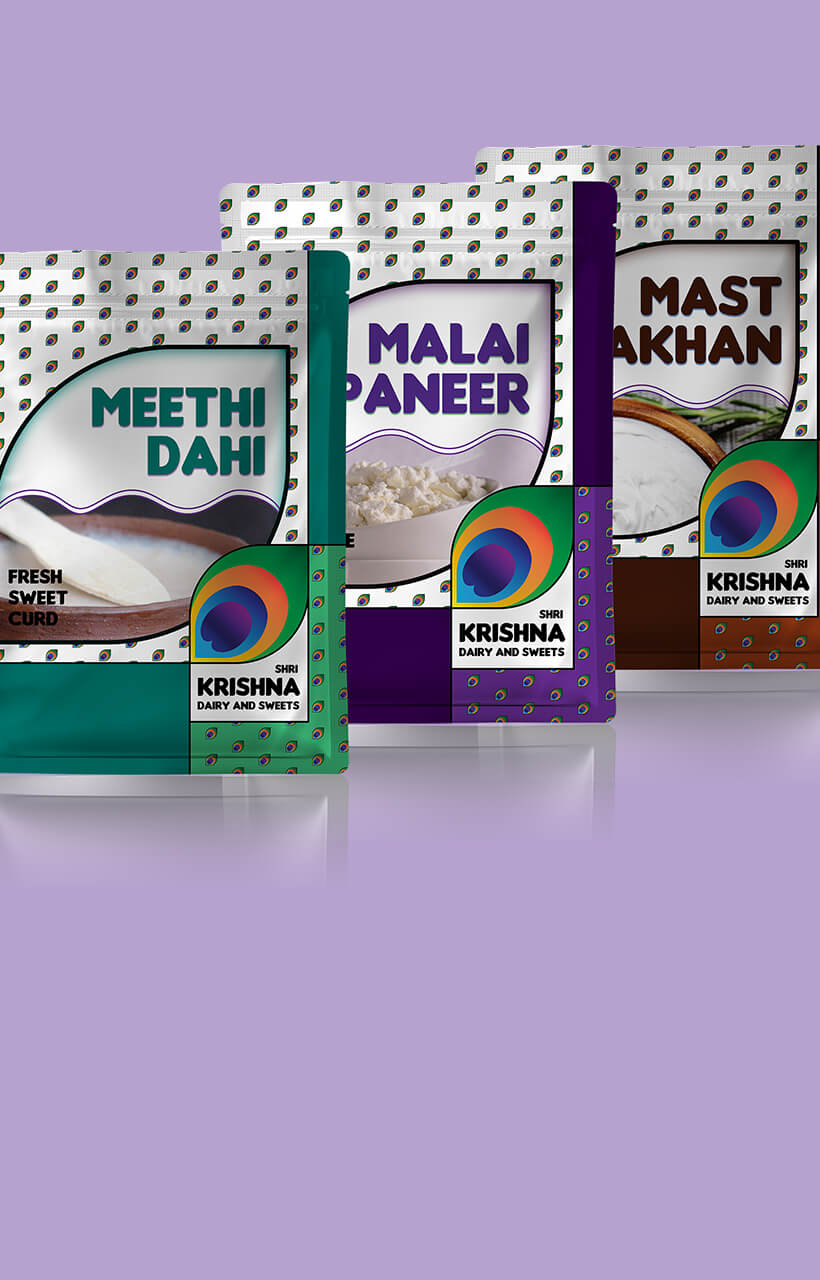 MEETHI
DAHI
FRESH
SWEET
CURD
SHRI
KRISHNA
DAIRY AND SWEETS
MALAI
PANEER
SHRI
KRISHNA
DAIRY AND SWEETS
MAST
AKHAN
SHRI
KRISHNA
DAIRY AND SWEETS